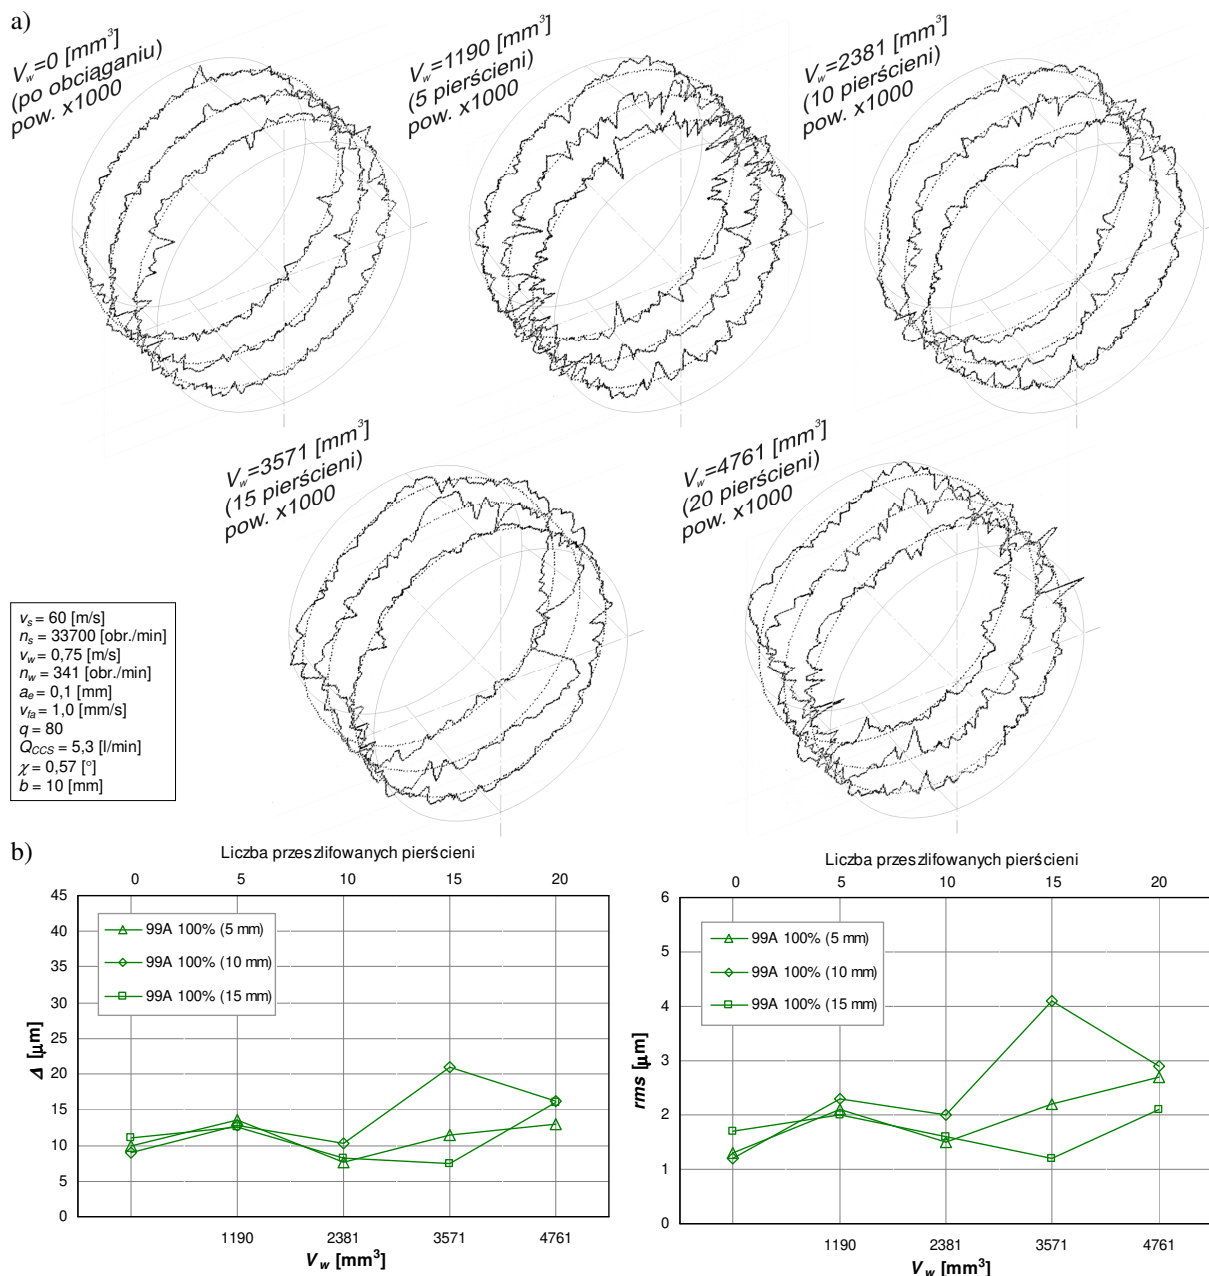 a)
V_w=0 [mm³]
(po obciąganiu)
pow. x1000
V_w=1190 [mm³]
(5 pierścieni)
pow. x1000
V_w=2381 [mm³]
(10 pierścieni)
pow. x1000
V_w=3571 [mm³]
(15 pierścieni)
pow. x1000
V_w=4761 [mm³]
(20 pierścieni)
pow. x1000
v_s = 60 [m/s]
n_s = 33700 [obr./min]
v_w = 0,75 [m/s]
n_w = 341 [obr./min]
a_e = 0,1 [mm]
v_fa = 1,0 [mm/s]
q = 80
Q_CCS = 5,3 [l/min]
χ = 0,57 [°]
b = 10 [mm]
b)
Liczba przeszlifowanych pierścieni
0 5 10 15 20
45
40
35
30
25
20
15
10
5
0
Δ [μm]
99A 100% (5 mm)
99A 100% (10 mm)
99A 100% (15 mm)
1190 2381 3571 4761
V_w [mm³]
Liczba przeszlifowanych pierścieni
0 5 10 15 20
6
5
4
3
2
1
0
rms [μm]
99A 100% (5 mm)
99A 100% (10 mm)
99A 100% (15 mm)
1190 2381 3571 4761
V_w [mm³]